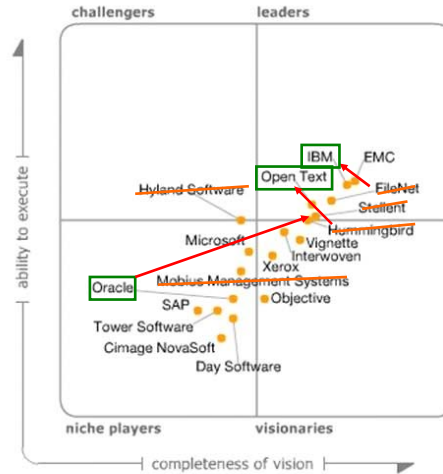 challengers
leaders
ability to execute
IBM
EMC
Open Text
FileNet
Hyland Software
Stellent
Hummingbird
Microsoft
Vignette
Interwoven
Xerox
Mobius Management Systems
Oracle
Objective
SAP
Tower Software
Cimage NovaSoft
Day Software
niche players
visionaries
completeness of vision